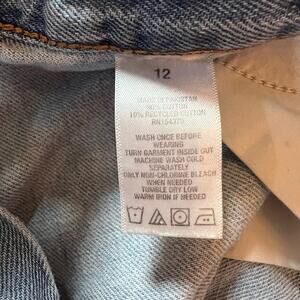 12
MADE IN PAKISTAN
90% COTTON
10% RECYCLED COTTON
WASH ONCE BEFORE
WEARING
TURN GARMENT INSIDE OUT
MACHINE WASH COLD
SEPARATELY
ONLY NON-CHLORINE BLEACH
WHEN NEEDED
TUMBLE DRY LOW
WARM IRON IF NEEDED